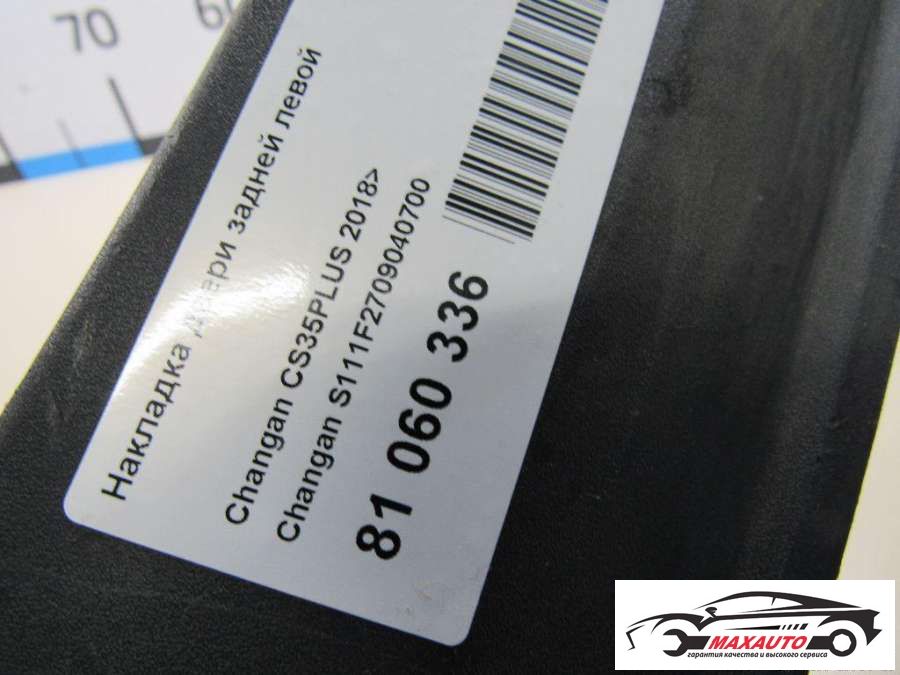 70
Накладка двери задней левой
Changan CS35PLUS 2018>
Changan S111F2709040700
81 060 336
MAXAUTO
гарантия качества и высокого сервиса